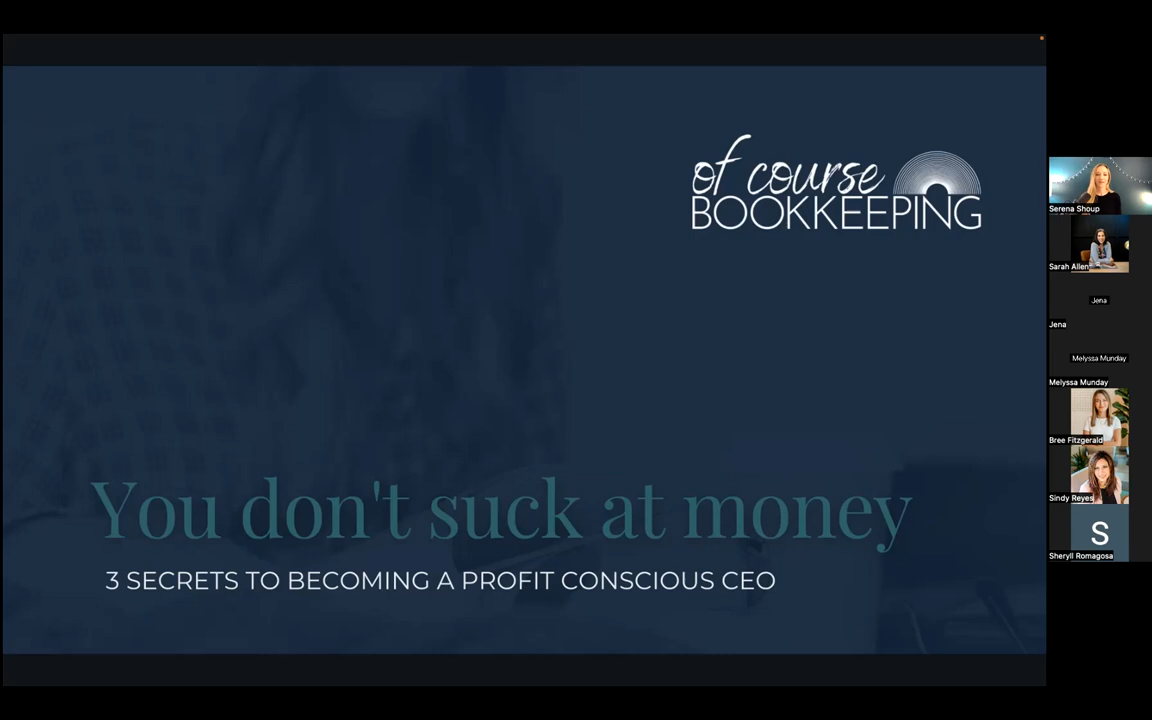 of course
BOOKKEEPING
You don't suck at money
3 SECRETS TO BECOMING A PROFIT CONSCIOUS CEO
Serena Shoup
Sarah Allen
Jena
Jena
Melyssa Munday
Melyssa Munday
Bree Fitzgerald
Sindy Reyes
S
Sheryll Romagosa